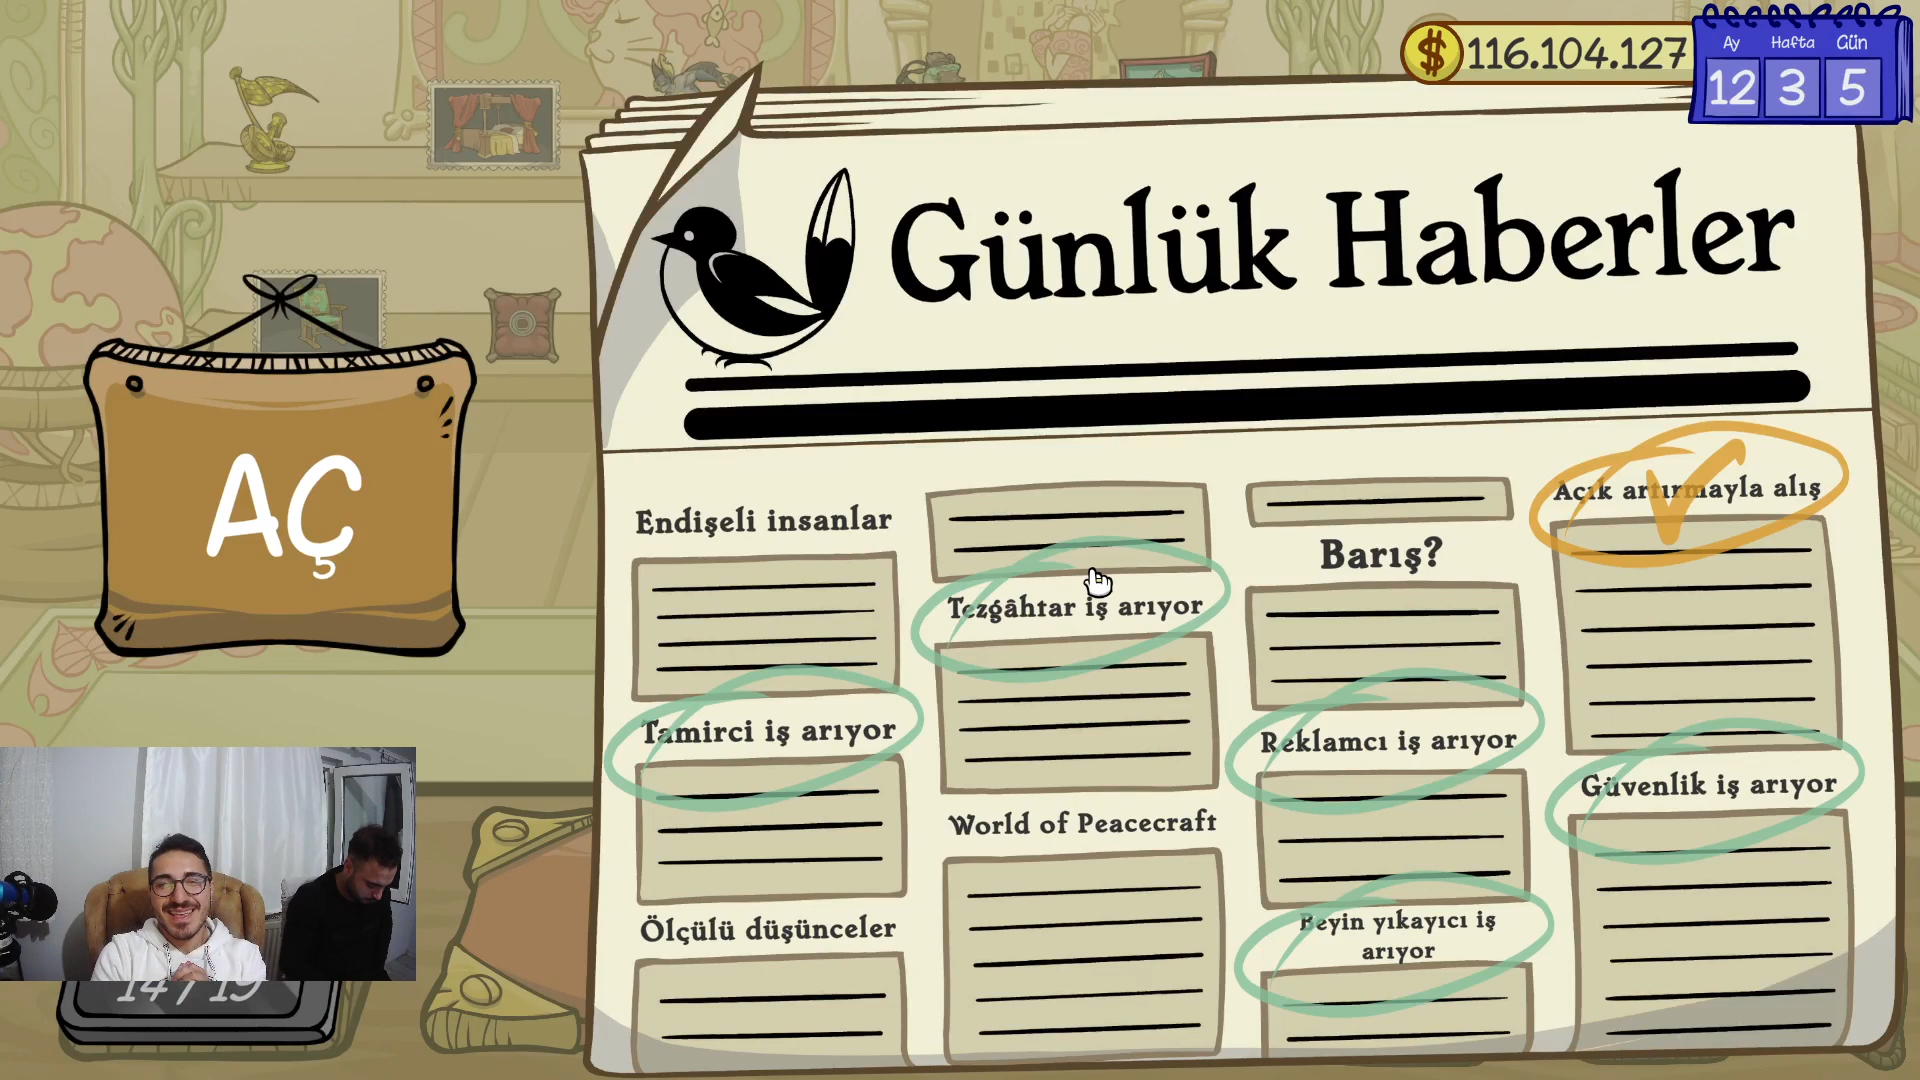 $ 116.104.127
Ay Hafta Gün
12 3 5
Günlük Haberler
AÇ
Endişeli insanlar
Tamirci iş arıyor
Ölçülü düşünceler
Tezgâhtar iş arıyor
World of Peacecraft
Barış?
Reklamcı iş arıyor
Beyin yıkayıcı iş
arıyor
Açık artırmayla alış
Güvenlik iş arıyor
14 / 19